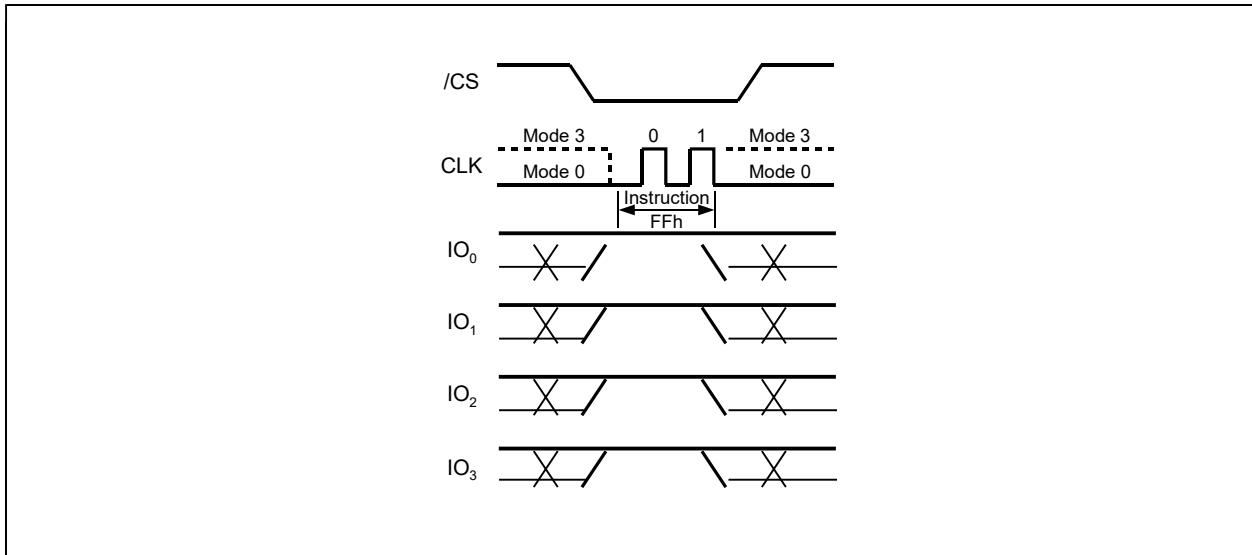 /CS
Mode 3 0 1 Mode 3
CLK
Mode 0 Mode 0
Instruction
FFh
IO0
IO1
IO2
IO3